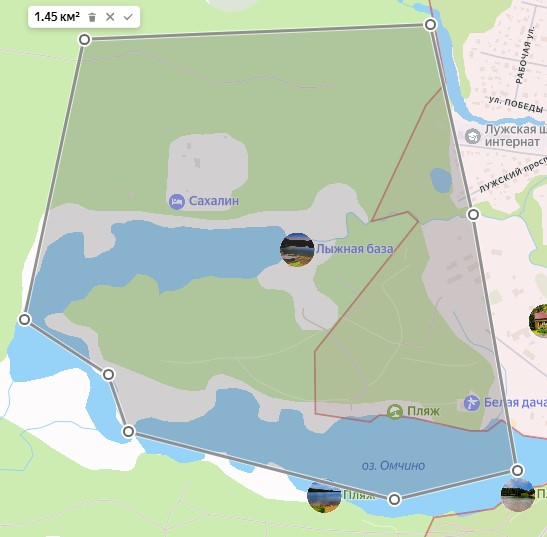 1.45 км²
РАБОЧАЯ УЛ.
УЛ. ПОБЕДЫ
Лужская ш
интернат
ЛУЖСКИЙ просп
Сахалин
Лыжная база
Пляж
Белая дача
оз. Омчино
Пляж
П